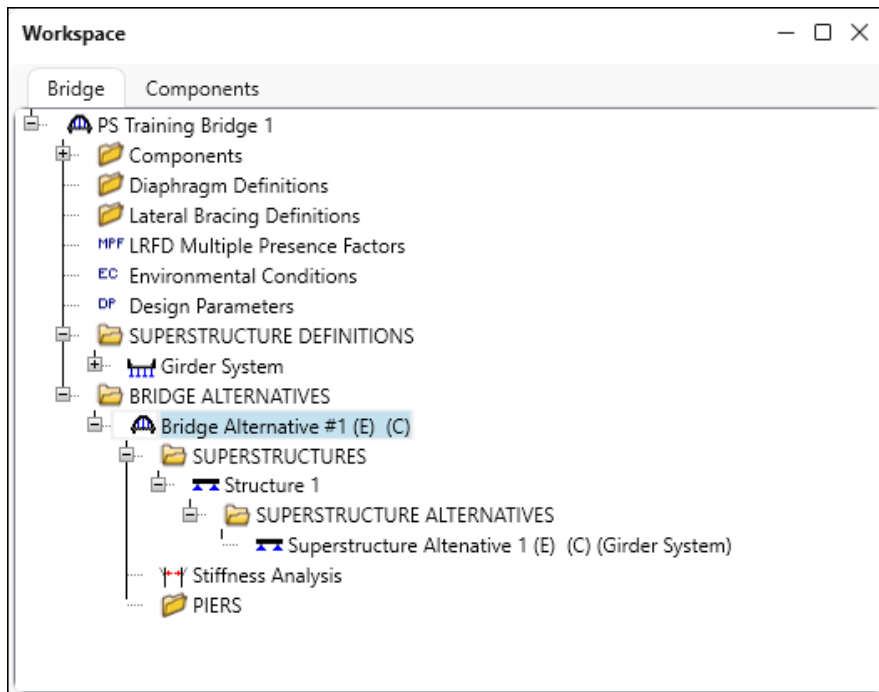 Workspace
Bridge Components
PS Training Bridge 1
Components
Diaphragm Definitions
Lateral Bracing Definitions
MPF LRFD Multiple Presence Factors
EC Environmental Conditions
DP Design Parameters
SUPERSTRUCTURE DEFINITIONS
Girder System
BRIDGE ALTERNATIVES
Bridge Alternative #1 (E) (C)
SUPERSTRUCTURES
Structure 1
SUPERSTRUCTURE ALTERNATIVES
Superstructure Altenative 1 (E) (C) (Girder System)
Stiffness Analysis
PIERS